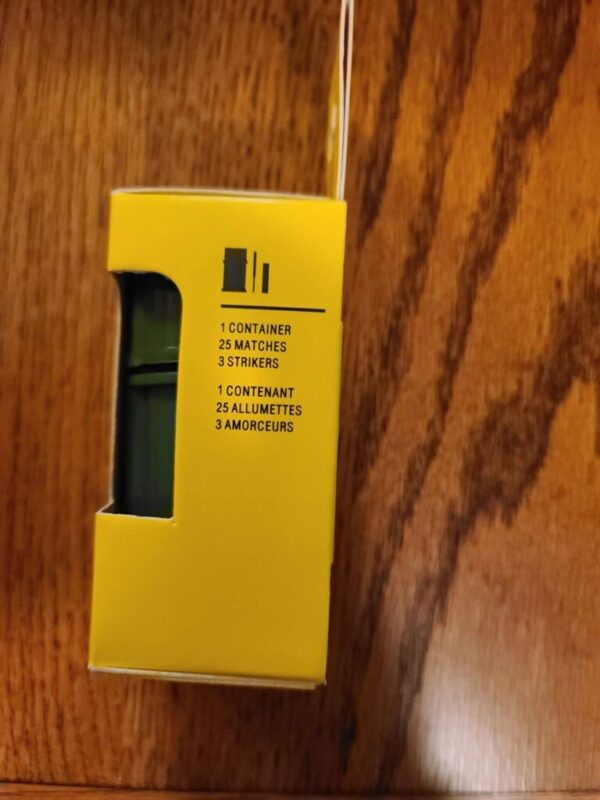 1 CONTAINER
25 MATCHES
3 STRIKERS
1 CONTENANT
25 ALLUMETTES
3 AMORCEURS